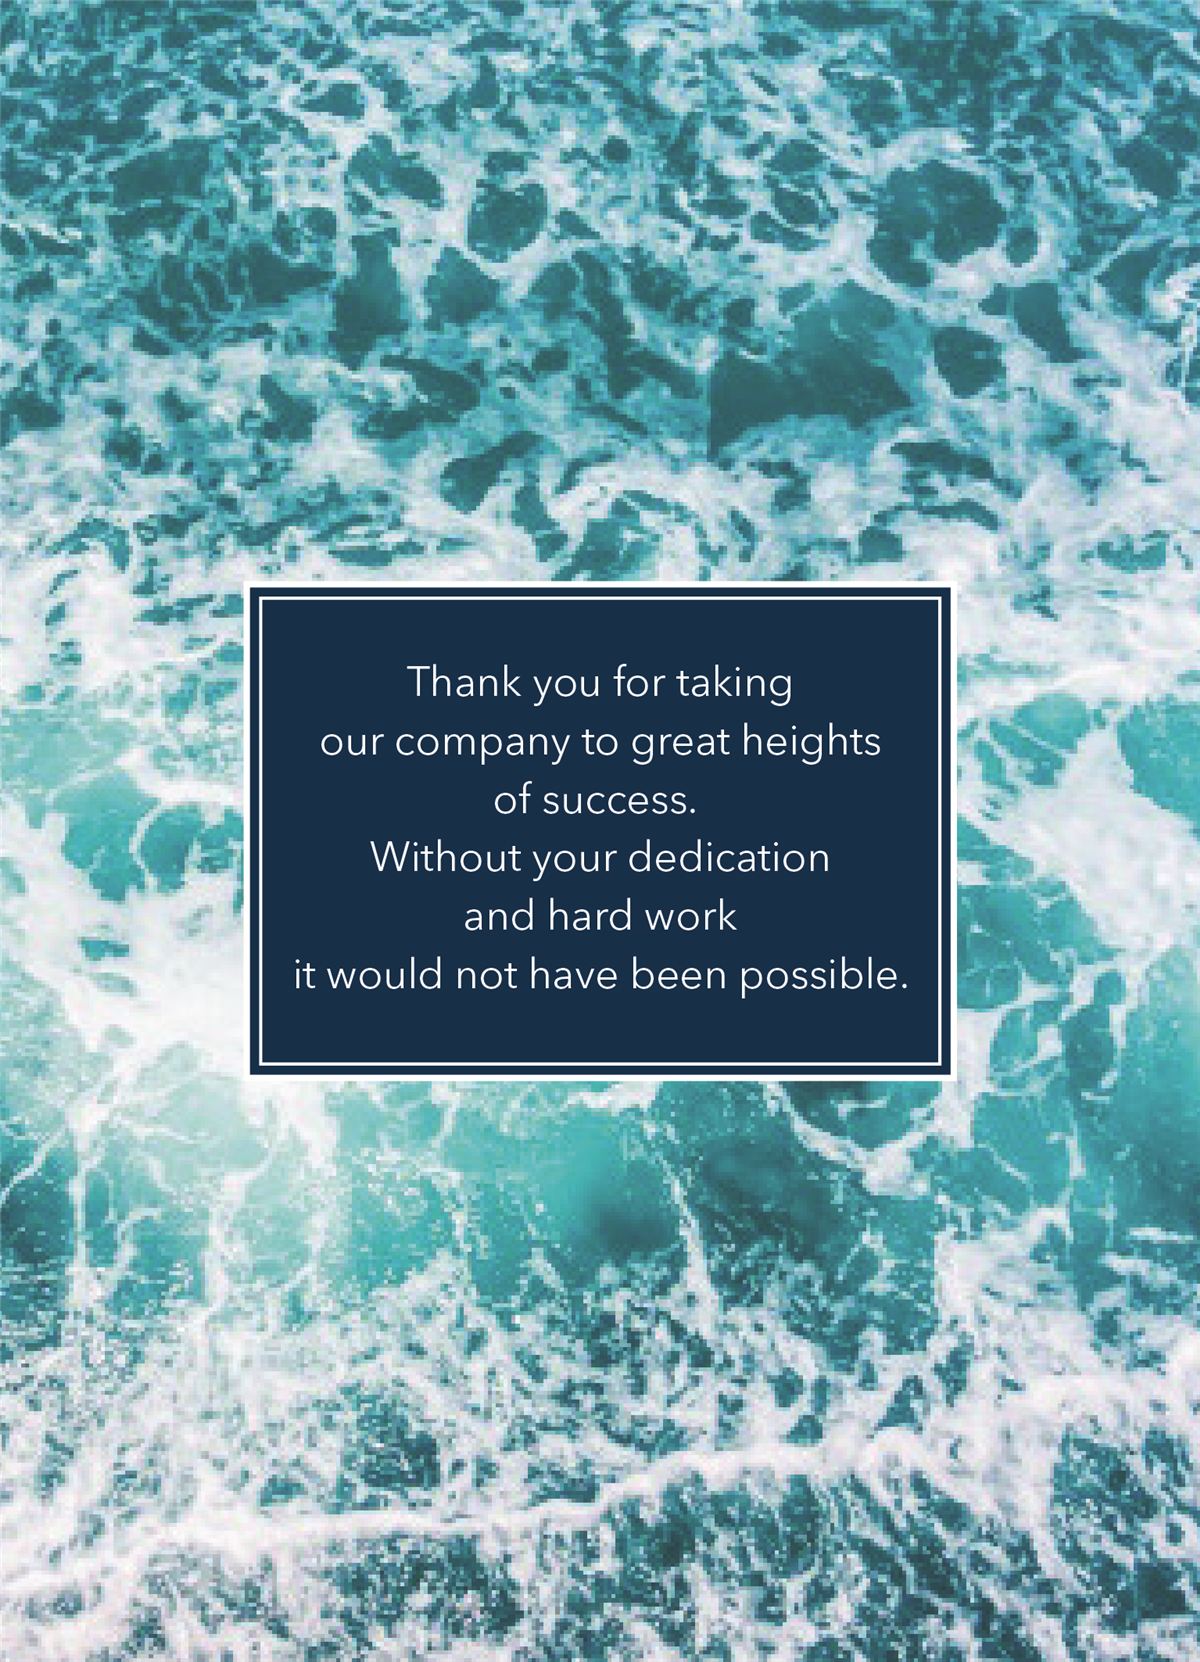 Thank you for taking
our company to great heights
of success.
Without your dedication
and hard work
it would not have been possible.